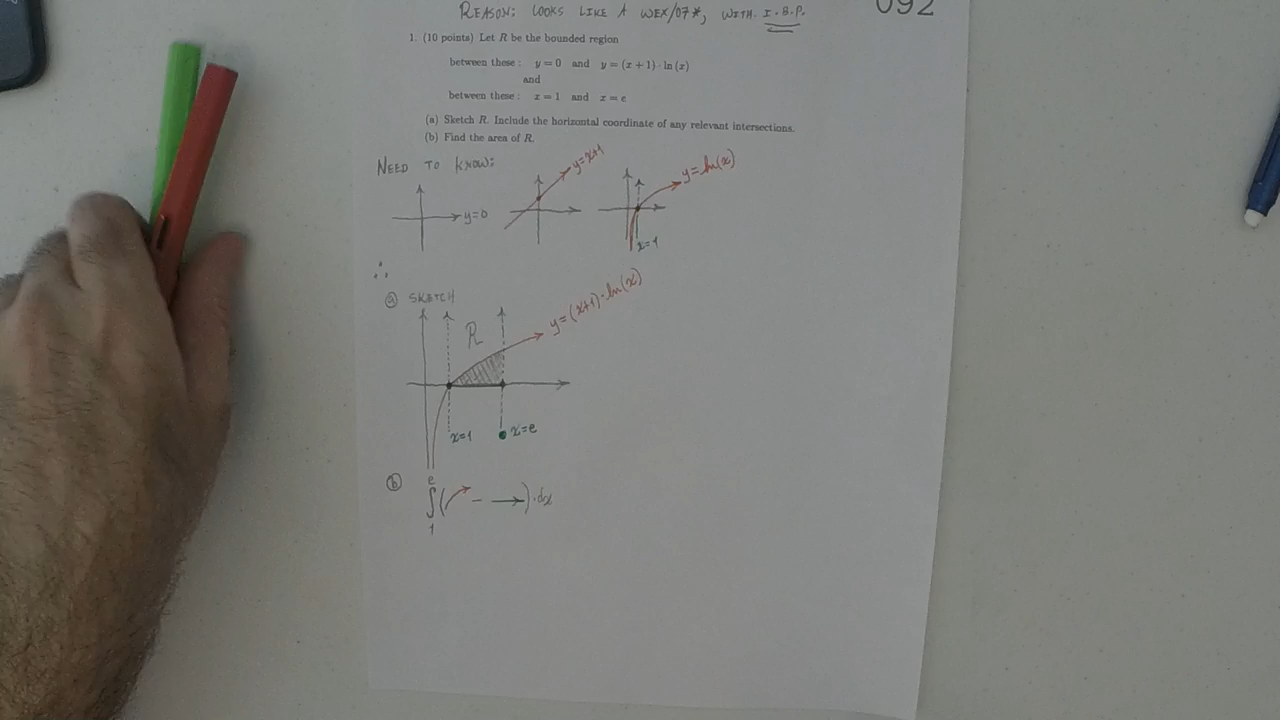 092
REASON: LOOKS LIKE A WEX/07*, WITH I.B.P.
1. (10 points) Let R be the bounded region
between these : y = 0 and y = (x + 1) · ln(x)
and
between these : x = 1 and x = e
(a) Sketch R. Include the horizontal coordinate of any relevant intersections.
(b) Find the area of R.
NEED TO KNOW:
y=0
y=x+1
y=ln(x)
x=1
∴
ⓐ SKETCH
R
y=(x+1)·ln(x)
x=1
x=e
ⓑ ∫₁ᵉ( → - → )·dx